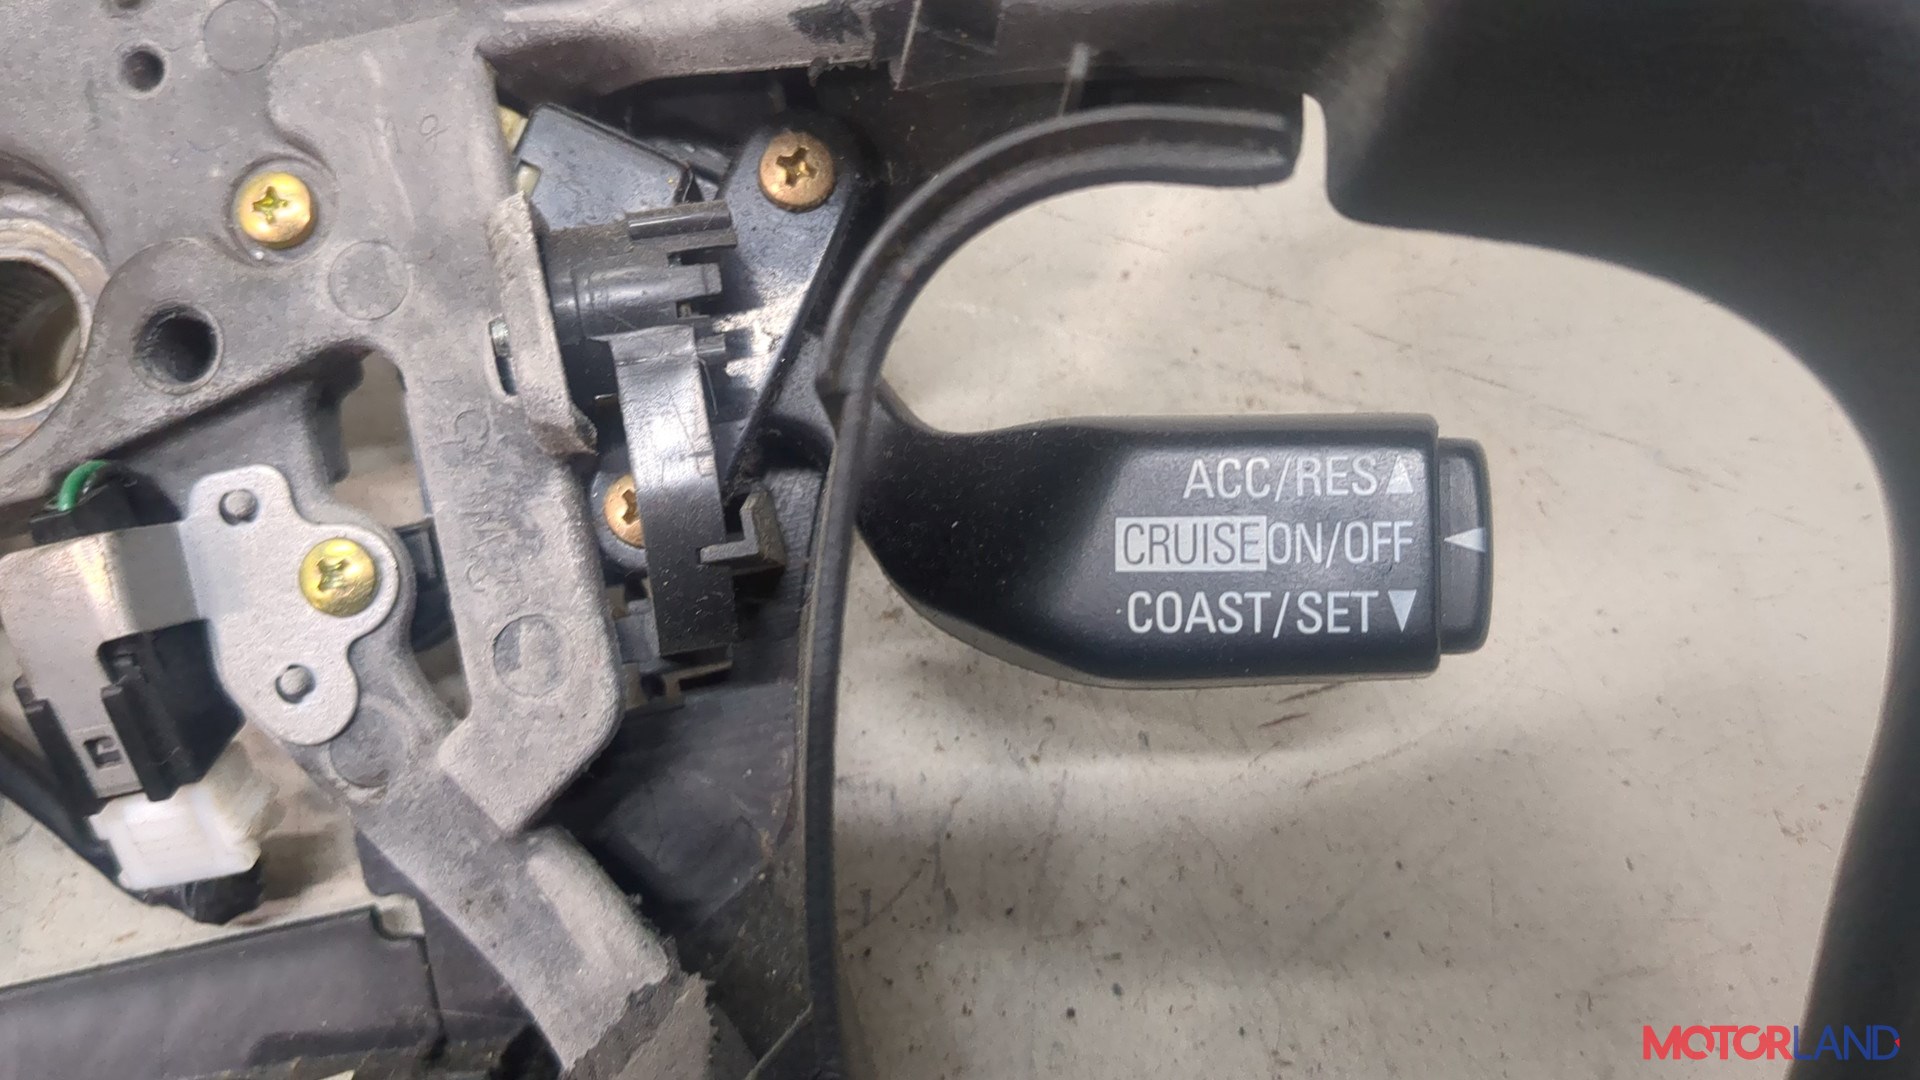 ACC/RES▲
CRUISE ON/OFF ◀
COAST/SET▼
MOTORLAND